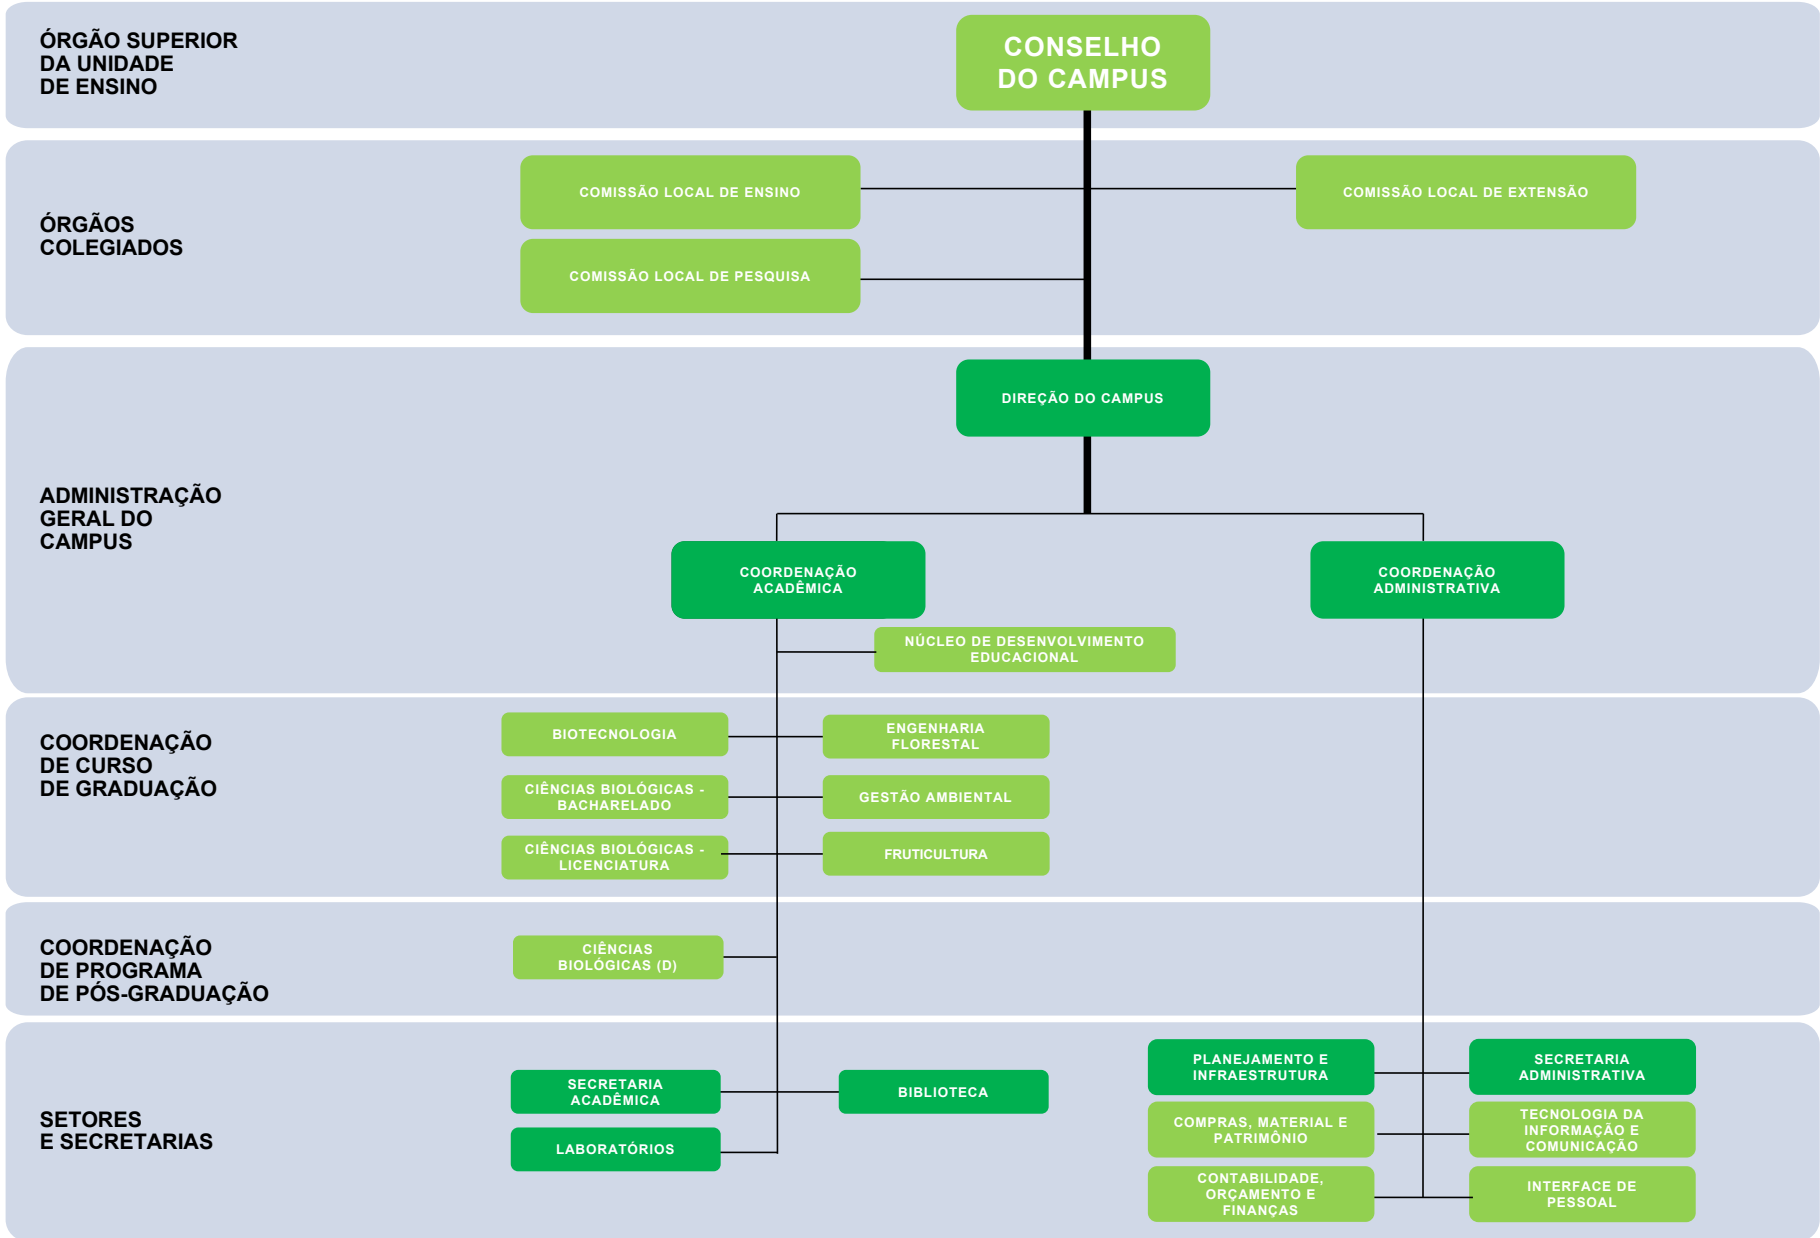 ÓRGÃO SUPERIOR
DA UNIDADE
DE ENSINO
CONSELHO
DO CAMPUS
ÓRGÃOS
COLEGIADOS
COMISSÃO LOCAL DE ENSINO
COMISSÃO LOCAL DE EXTENSÃO
COMISSÃO LOCAL DE PESQUISA
ADMINISTRAÇÃO
GERAL DO
CAMPUS
DIREÇÃO DO CAMPUS
COORDENAÇÃO
ACADÊMICA
COORDENAÇÃO
ADMINISTRATIVA
NÚCLEO DE DESENVOLVIMENTO
EDUCACIONAL
COORDENAÇÃO
DE CURSO
DE GRADUAÇÃO
BIOTECNOLOGIA
ENGENHARIA
FLORESTAL
CIÊNCIAS BIOLÓGICAS -
BACHARELADO
GESTÃO AMBIENTAL
CIÊNCIAS BIOLÓGICAS -
LICENCIATURA
FRUTICULTURA
COORDENAÇÃO
DE PROGRAMA
DE PÓS-GRADUAÇÃO
CIÊNCIAS
BIOLÓGICAS (D)
SETORES
E SECRETARIAS
SECRETARIA
ACADÊMICA
BIBLIOTECA
LABORATÓRIOS
PLANEJAMENTO E
INFRAESTRUTURA
SECRETARIA
ADMINISTRATIVA
COMPRAS, MATERIAL E
PATRIMÔNIO
TECNOLOGIA DA
INFORMAÇÃO E
COMUNICAÇÃO
CONTABILIDADE,
ORÇAMENTO E
FINANÇAS
INTERFACE DE
PESSOAL